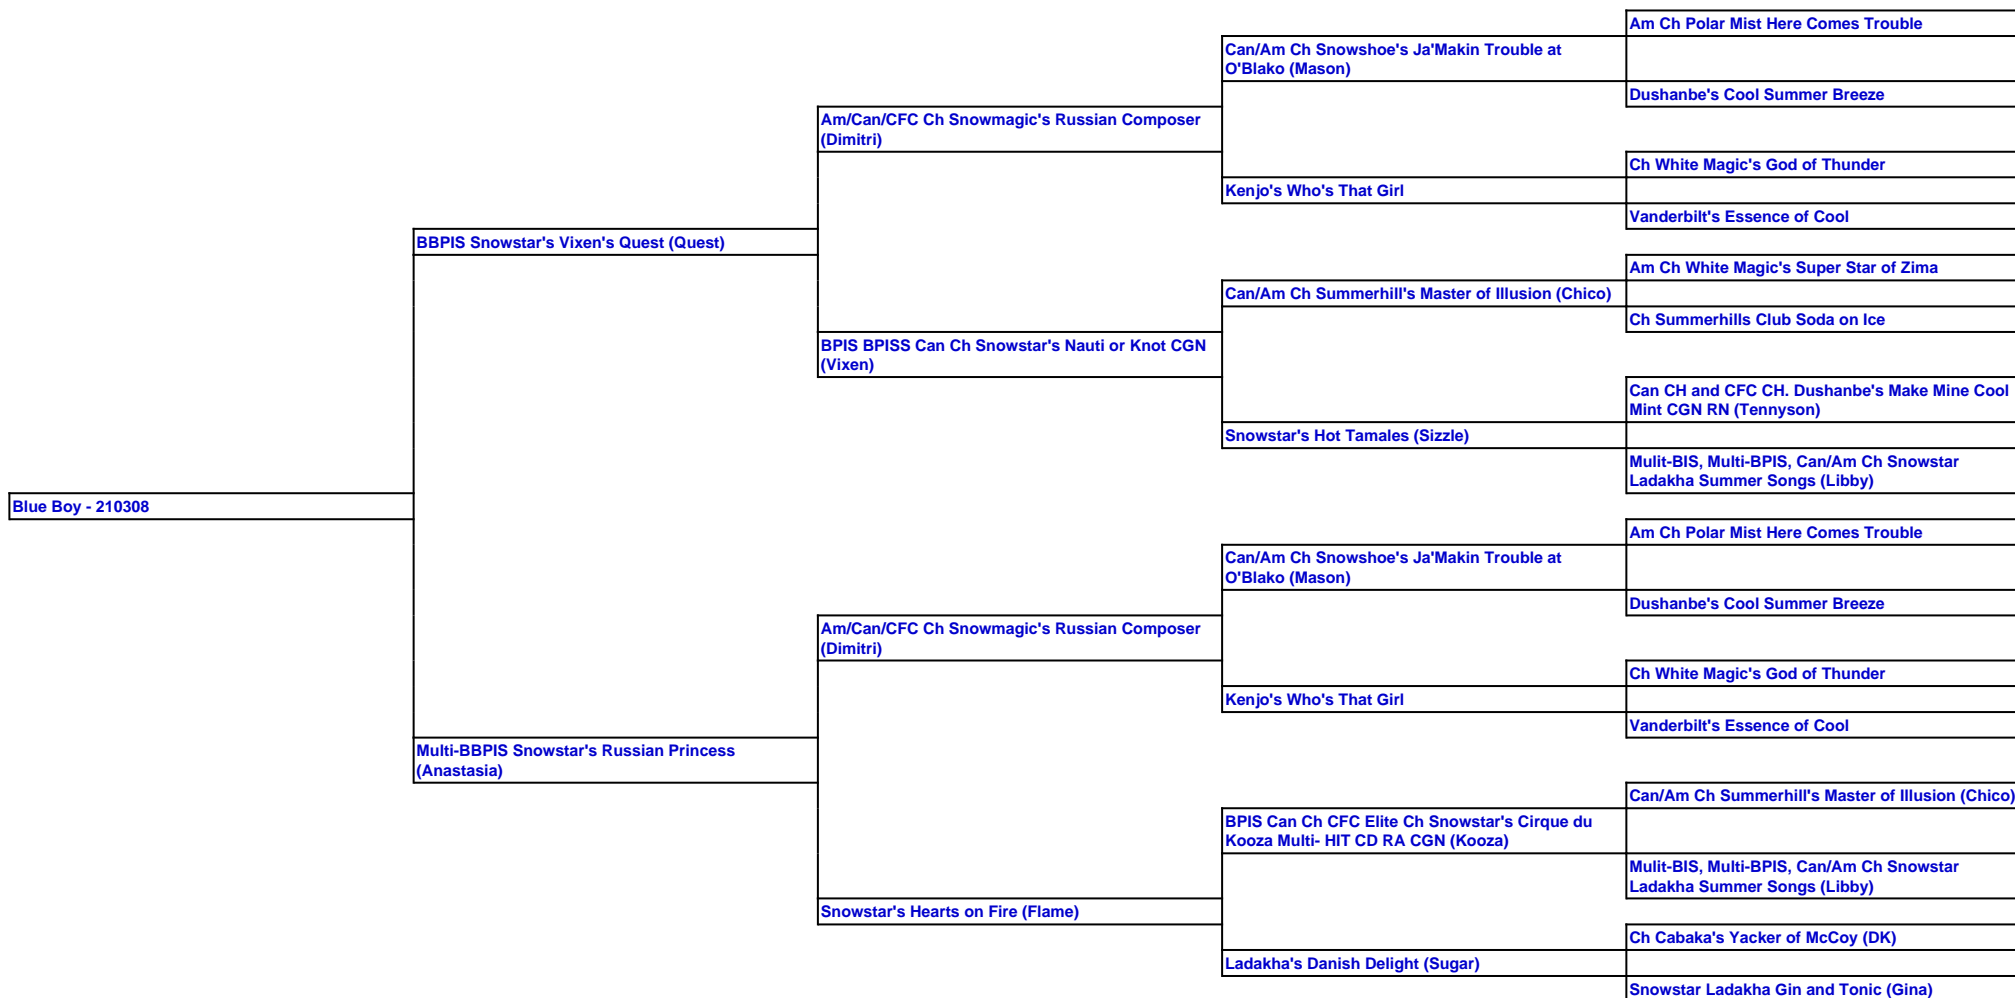 Am Ch Polar Mist Here Comes Trouble
Can/Am Ch Snowshoe's Ja'Makin Trouble at
O'Blako (Mason)
Dushanbe's Cool Summer Breeze
Am/Can/CFC Ch Snowmagic's Russian Composer
(Dimitri)
Ch White Magic's God of Thunder
Kenjo's Who's That Girl
Vanderbilt's Essence of Cool
BBPIS Snowstar's Vixen's Quest (Quest)
Am Ch White Magic's Super Star of Zima
Can/Am Ch Summerhill's Master of Illusion (Chico)
Ch Summerhills Club Soda on Ice
BPIS BPISS Can Ch Snowstar's Nauti or Knot CGN
(Vixen)
Can CH and CFC CH. Dushanbe's Make Mine Cool
Mint CGN RN (Tennyson)
Snowstar's Hot Tamales (Sizzle)
Mulit-BIS, Multi-BPIS, Can/Am Ch Snowstar
Ladakha Summer Songs (Libby)
Blue Boy - 210308
Am Ch Polar Mist Here Comes Trouble
Can/Am Ch Snowshoe's Ja'Makin Trouble at
O'Blako (Mason)
Dushanbe's Cool Summer Breeze
Am/Can/CFC Ch Snowmagic's Russian Composer
(Dimitri)
Ch White Magic's God of Thunder
Kenjo's Who's That Girl
Vanderbilt's Essence of Cool
Multi-BBPIS Snowstar's Russian Princess
(Anastasia)
Can/Am Ch Summerhill's Master of Illusion (Chico)
BPIS Can Ch CFC Elite Ch Snowstar's Cirque du
Kooza Multi- HIT CD RA CGN (Kooza)
Mulit-BIS, Multi-BPIS, Can/Am Ch Snowstar
Ladakha Summer Songs (Libby)
Snowstar's Hearts on Fire (Flame)
Ch Cabaka's Yacker of McCoy (DK)
Ladakha's Danish Delight (Sugar)
Snowstar Ladakha Gin and Tonic (Gina)